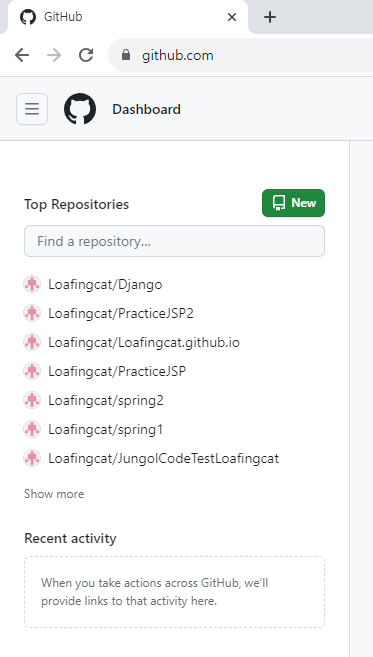 GitHub
github.com
Dashboard
Top Repositories
New
Find a repository...
Loafingcat/Django
Loafingcat/PracticeJSP2
Loafingcat/Loafingcat.github.io
Loafingcat/PracticeJSP
Loafingcat/spring2
Loafingcat/spring1
Loafingcat/JungolCodeTestLoafingcat
Show more
Recent activity
When you take actions across GitHub, we’ll
provide links to that activity here.